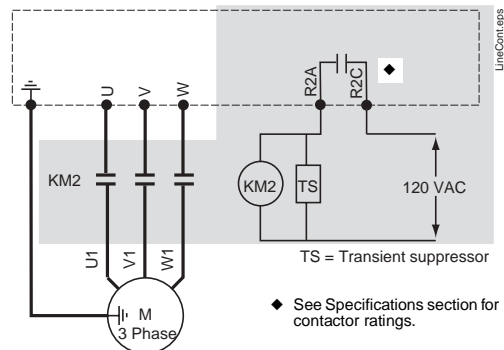 LineCont.eps
U
V
W
R2A
R2C
◆
KM2
KM2
TS
120 VAC
U1
V1
W1
TS = Transient suppressor
M
3 Phase
◆ See Specifications section for
contactor ratings.